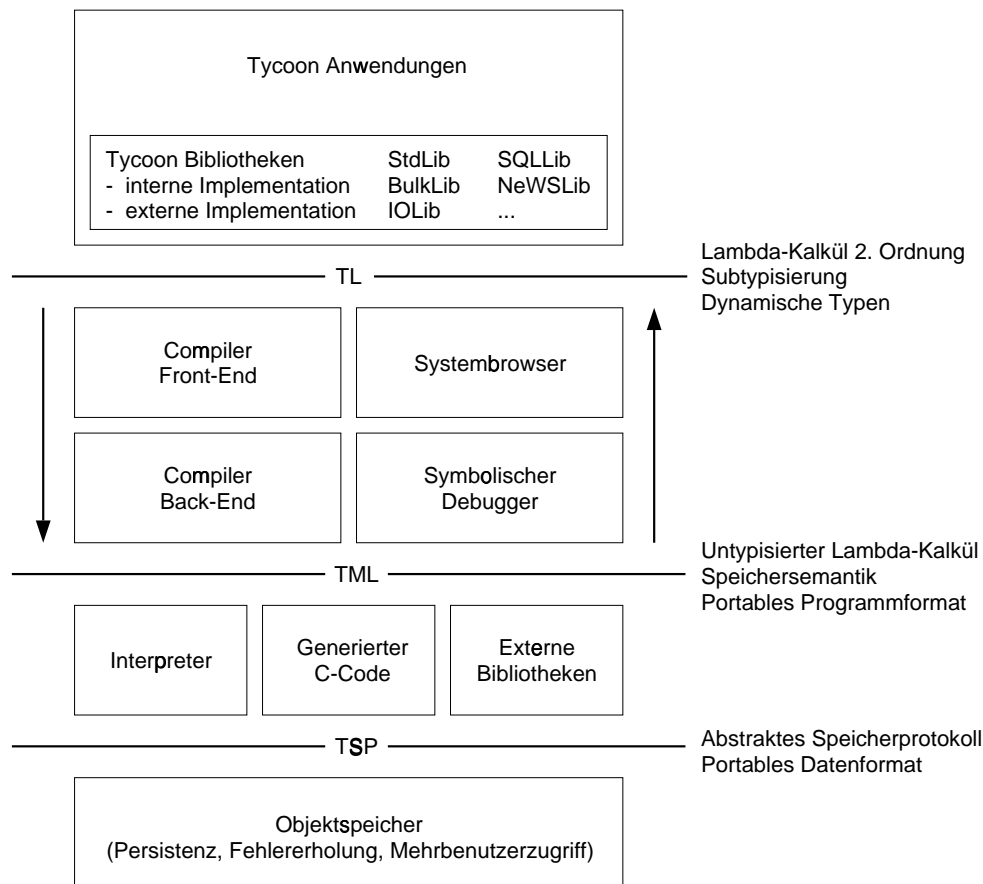 Tycoon Anwendungen
Tycoon Bibliotheken StdLib SQLLib
- interne Implementation BulkLib NeWSLib
- externe Implementation IOLib ...
TL
Lambda-Kalkül 2. Ordnung
Subtypisierung
Dynamische Typen
Compiler
Front-End
Systembrowser
Compiler
Back-End
Symbolischer
Debugger
TML
Untypisierter Lambda-Kalkül
Speichersemantik
Portables Programmformat
Interpreter
Generierter
C-Code
Externe
Bibliotheken
TSP
Abstraktes Speicherprotokoll
Portables Datenformat
Objektspeicher
(Persistenz, Fehlererholung, Mehrbenutzerzugriff)